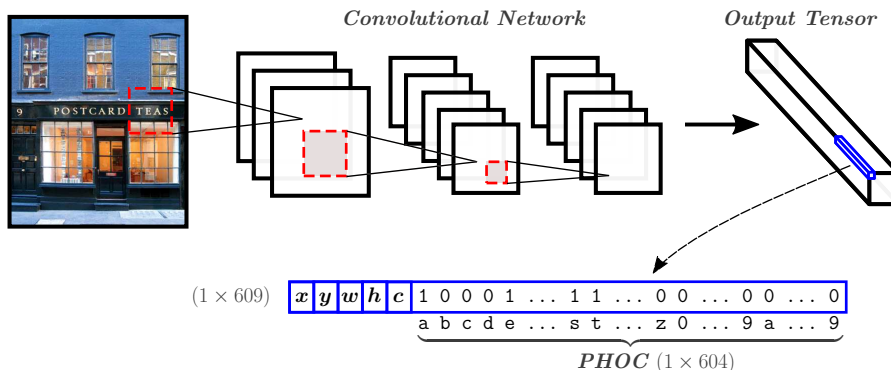 Convolutional Network
Output Tensor
9 POSTCARD TEAS
(1 × 609) x y w h c 1 0 0 0 1 ... 1 1 ... 0 0 ... 0 0 ... 0
a b c d e ... s t ... z 0 ... 9 a ... 9
PHOC (1 × 604)